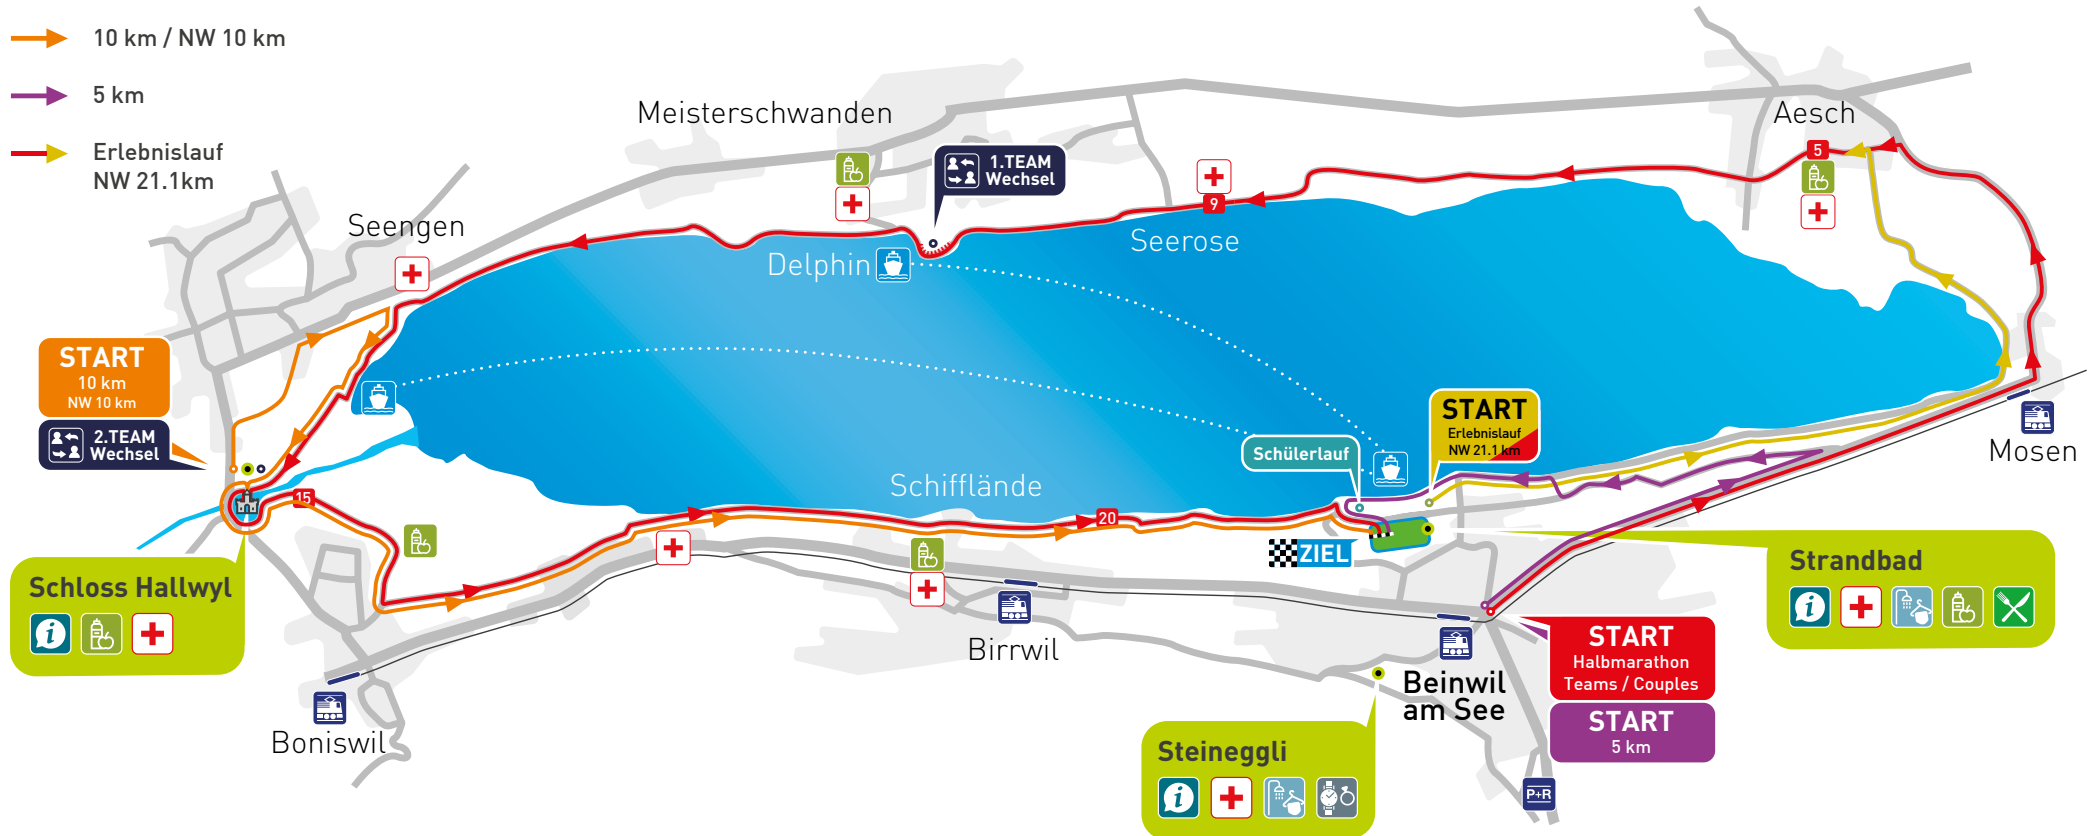 10 km / NW 10 km
5 km
Erlebnislauf
NW 21.1km
Meisterschwanden
Aesch
5
1.TEAM
Wechsel
9
Seengen
Seerose
Delphin
START
10 km
NW 10 km
2.TEAM
Wechsel
START
Erlebnislauf
NW 21.1 km
Schülerlauf
Mosen
Schifflände
15
20
ZIEL
Schloss Hallwyl
i
Strandbad
i
Birrwil
START
Halbmarathon
Teams / Couples
START
5 km
Beinwil
am See
Boniswil
Steineggli
i
P+R